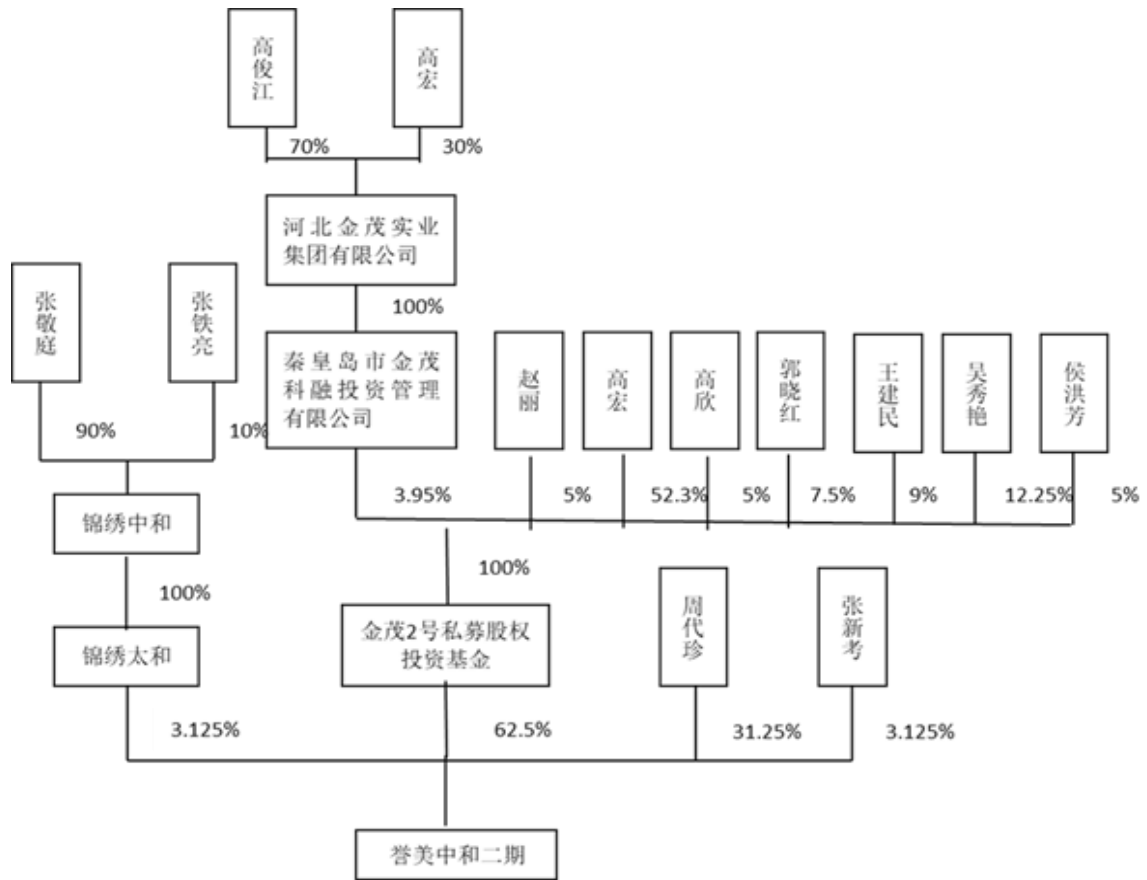 高俊江
高宏
70%
30%
河北金茂实业
集团有限公司
100%
张敬庭
张铁亮
秦皇岛市金茂
科融投资管理
有限公司
赵丽
高宏
高欣
郭晓红
王建民
吴秀艳
侯洪芳
90%
10%
3.95%
5%
52.3%
5%
7.5%
9%
12.25%
5%
锦绣中和
100%
100%
锦绣太和
金茂2号私募股权
投资基金
周代珍
张新考
3.125%
62.5%
31.25%
3.125%
誉美中和二期